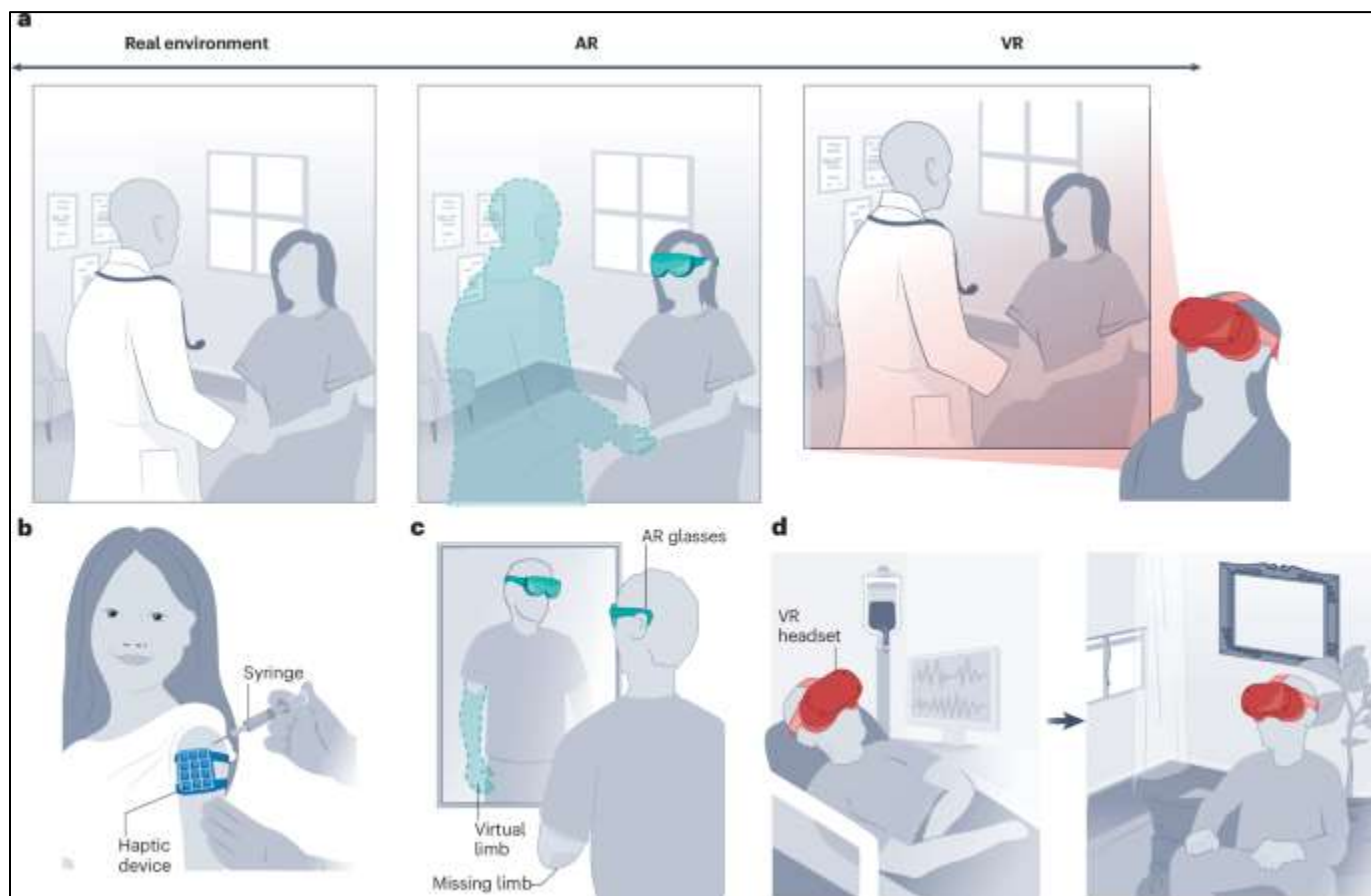 a
Real environment
AR
VR
b
Syringe
Haptic
device
c
AR glasses
Virtual
limb
Missing limb
d
VR
headset